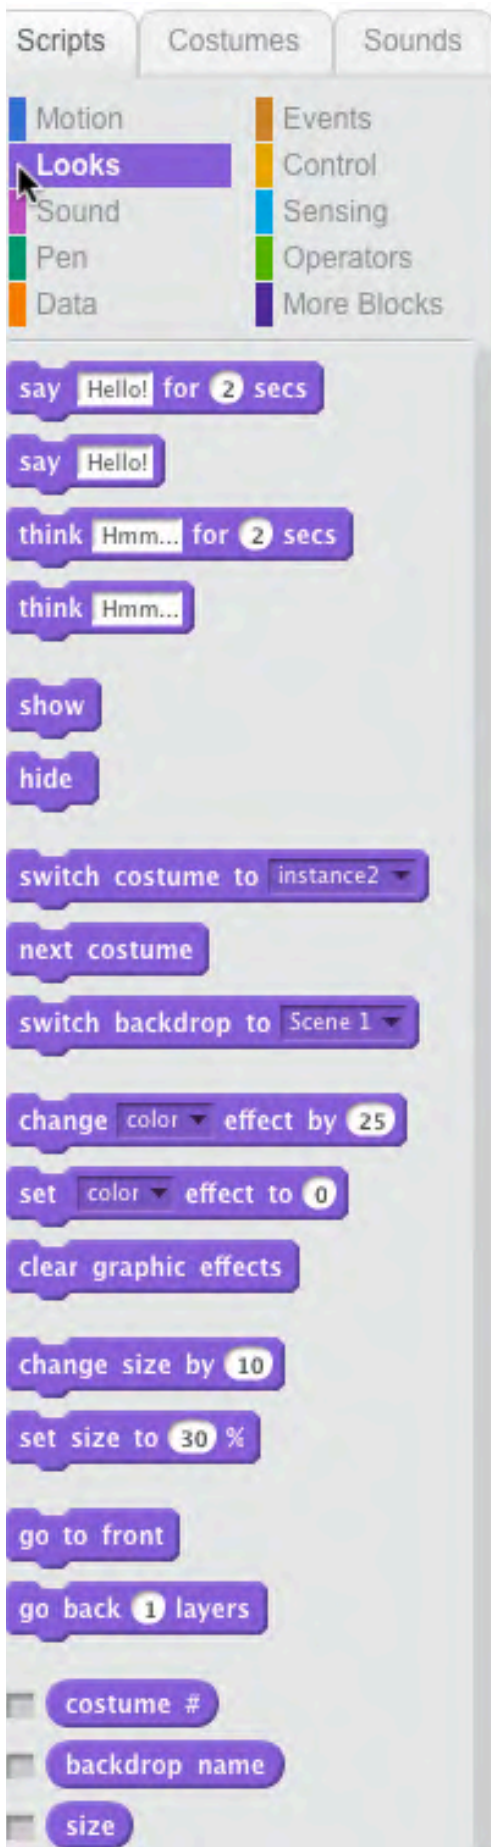 Scripts Costumes Sounds
Motion Events
Looks Control
Sound Sensing
Pen Operators
Data More Blocks
say Hello! for 2 secs
say Hello!
think Hmm... for 2 secs
think Hmm...
show
hide
switch costume to instance2
next costume
switch backdrop to Scene 1
change color effect by 25
set color effect to 0
clear graphic effects
change size by 10
set size to 30 %
go to front
go back 1 layers
costume #
backdrop name
size